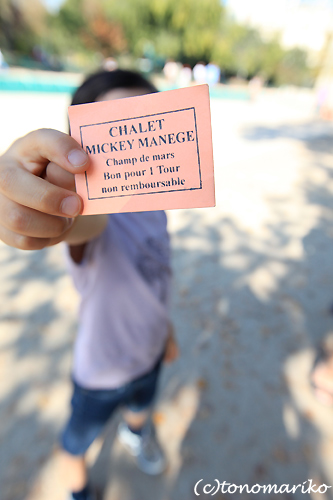 CHALET
MICKEY MANEGE
Champ de mars
Bon pour 1 Tour
non remboursable
(c)tonomariko